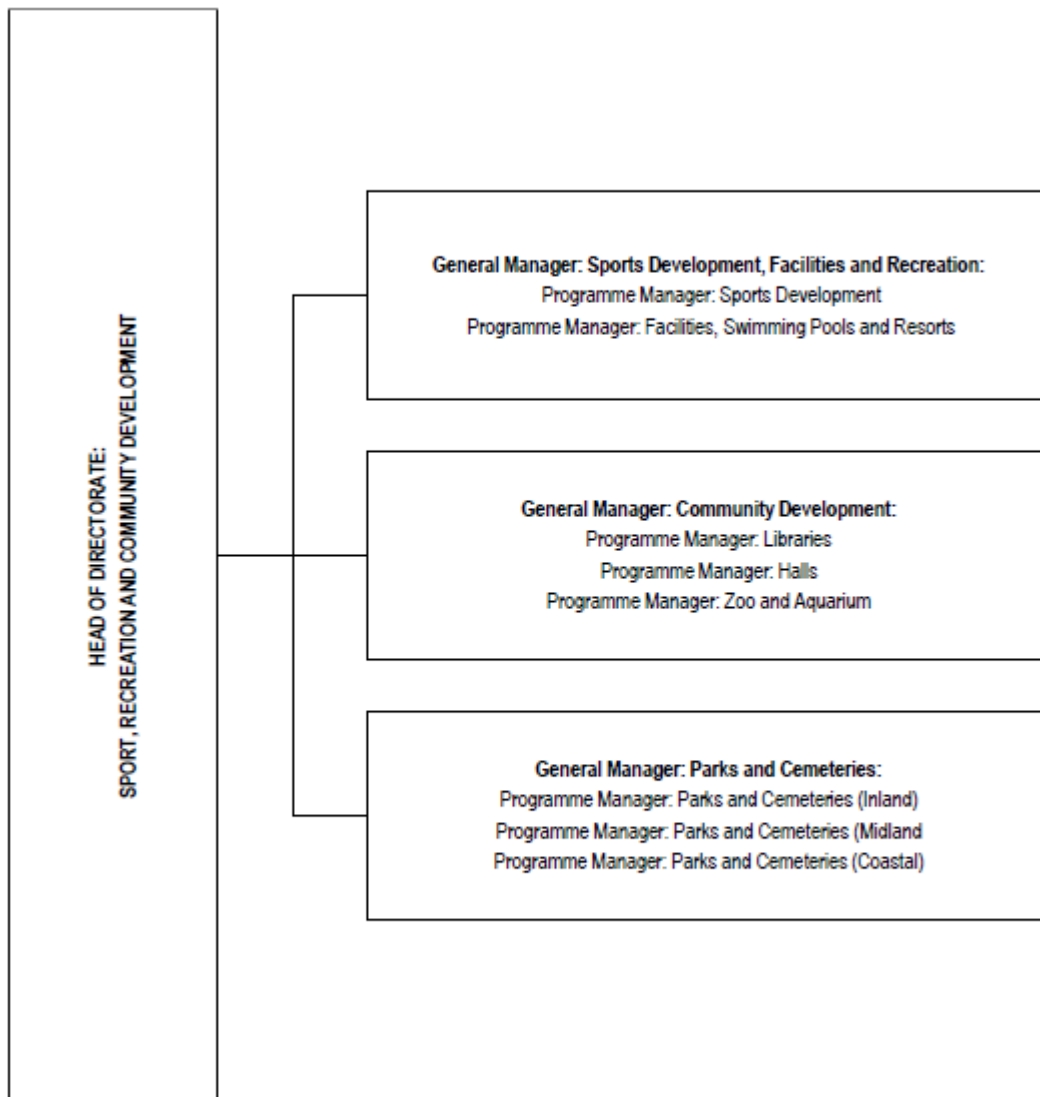 HEAD OF DIRECTORATE:
SPORT, RECREATION AND COMMUNITY DEVELOPMENT
General Manager: Sports Development, Facilities and Recreation:
Programme Manager: Sports Development
Programme Manager: Facilities, Swimming Pools and Resorts
General Manager: Community Development:
Programme Manager: Libraries
Programme Manager: Halls
Programme Manager: Zoo and Aquarium
General Manager: Parks and Cemeteries:
Programme Manager: Parks and Cemeteries (Inland)
Programme Manager: Parks and Cemeteries (Midland
Programme Manager: Parks and Cemeteries (Coastal)